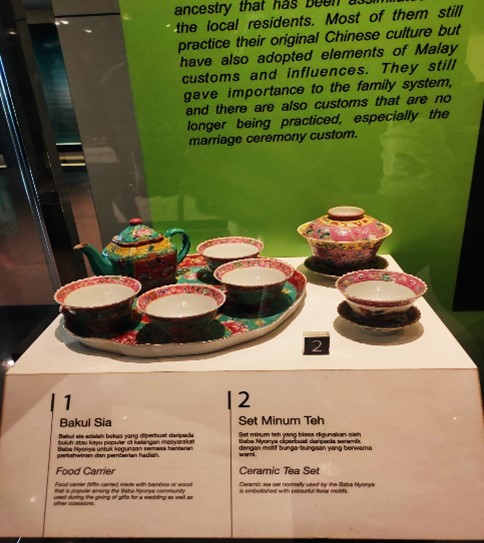 ancestry that has been
the local residents. Most of them still
practice their original Chinese culture but
have also adopted elements of Malay
customs and influences. They still
gave importance to the family system,
and there are also customs that are no
longer being practiced, especially the
marriage ceremony custom.
2
1
Bakul Sia
Bakul sia adalah bekas yang diperbuat daripada
buluh atau kayu popular di kalangan masyarakat
Baba Nyonya untuk kegunaan semasa hantaran
perkahwinan dan pemberian hadiah.
Food Carrier
Food carrier (tiffin carrier) made with bamboo or wood
that is popular among the Baba Nyonya community
used during the giving of gifts for a wedding as well as
other occasions.
2
Set Minum Teh
Set minum teh yang biasa digunakan oleh
Baba Nyonya diperbuat daripada seramik
dengan motif bunga-bungaan yang berwarna
warni.
Ceramic Tea Set
Ceramic tea set normally used by the Baba Nyonya
is embellished with colourful floral motifs.